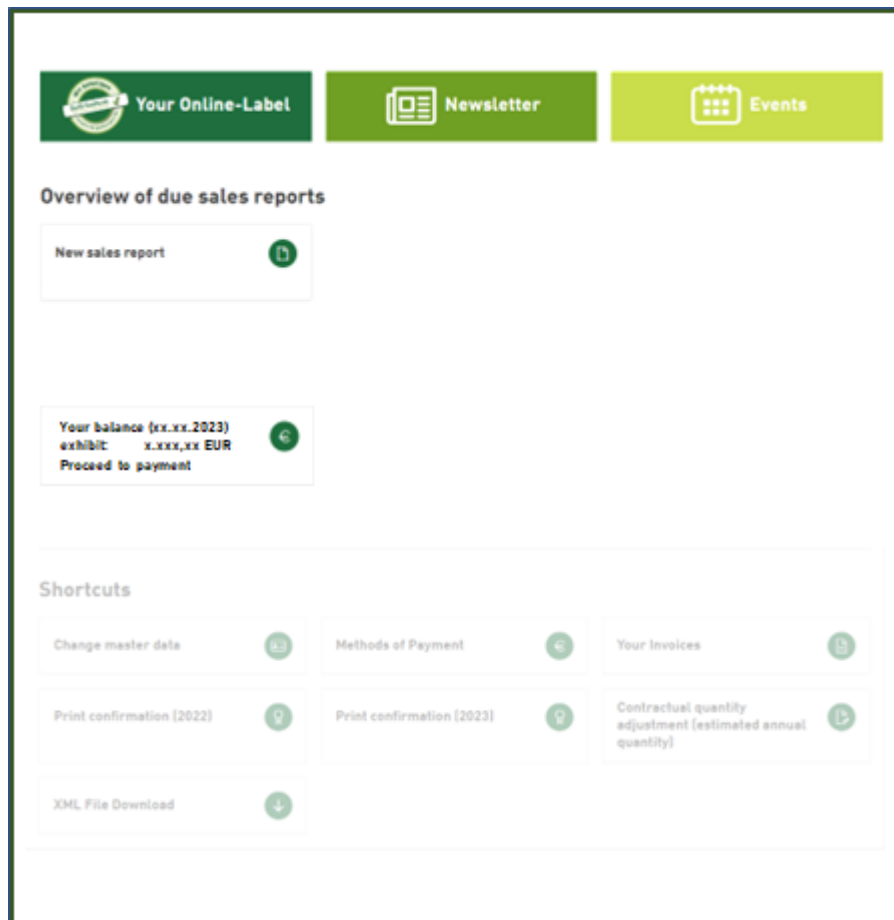 Your Online-Label
Newsletter
Events
Overview of due sales reports
New sales report
Your balance (xx.xx.2023)
exhibit: x.xxx,xx EUR
Proceed to payment
Shortcuts
Change master data
Methods of Payment
Your Invoices
Print confirmation (2022)
Print confirmation (2023)
Contractual quantity
adjustment (estimated annual
quantity)
XML File Download